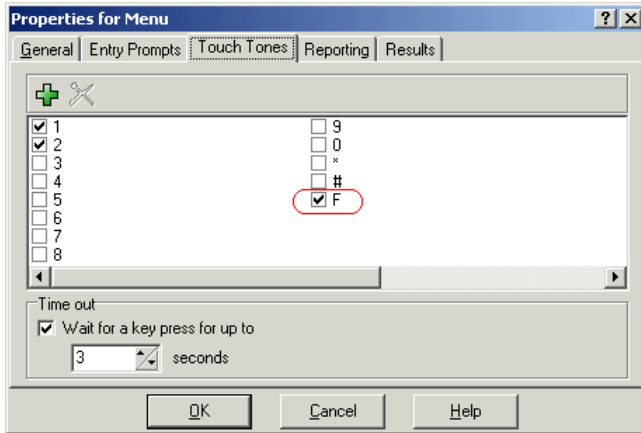 Properties for Menu
General Entry Prompts Touch Tones Reporting Results
1
2
3
4
5
6
7
8
9
0
*
#
F
Time out
Wait for a key press for up to
3 seconds
OK Cancel Help